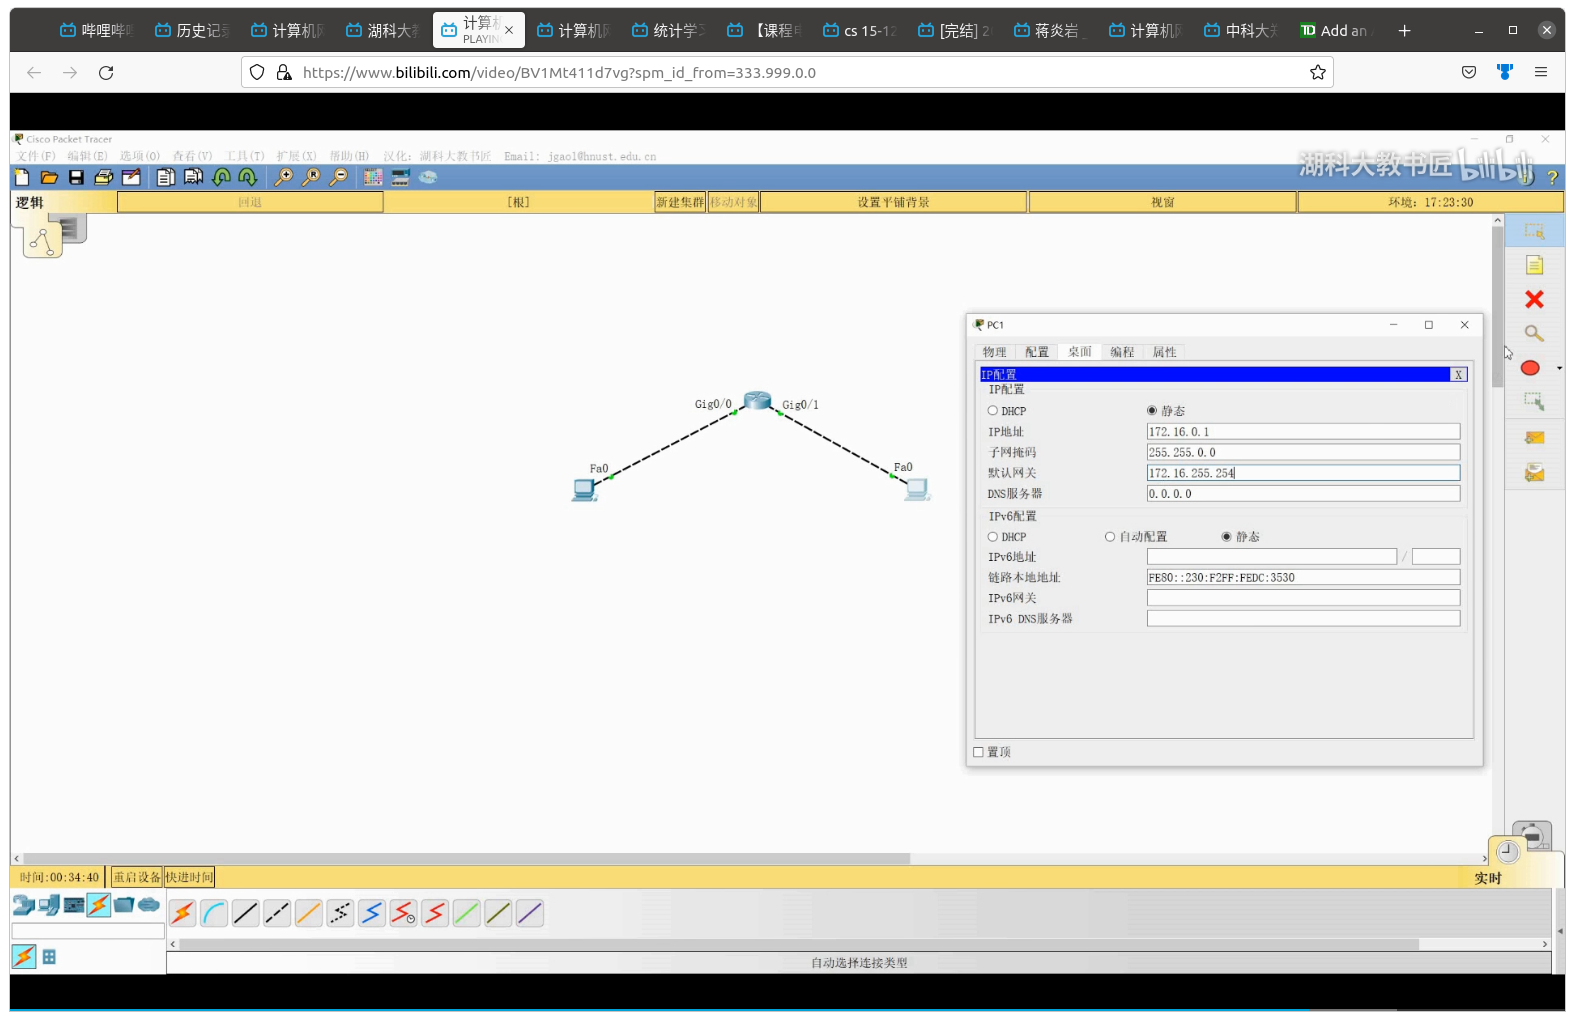 哔哩哔哩
历史记录
计算机网
湖科大教
计算机
PLAYIN
计算机网
统计学习
【课程
cs 15-12
[完结] 2
蒋炎岩
计算机网
中科大
Add an
https://www.bilibili.com/video/BV1Mt411d7vg?spm_id_from=333.999.0.0
Cisco Packet Tracer
文件(F) 编辑(E) 选项(O) 查看(V) 工具(T) 扩展(X) 帮助(H) 汉化: 湖科大教书匠 Email: jgaol@hnust.edu.cn
湖科大教书匠 bilibili
逻辑 回退 [根] 新建集群 移动对象 设置平铺背景 视窗 环境: 17:23:30
Gig0/0 Gig0/1
Fa0 Fa0
PC1
物理 配置 桌面 编程 属性
IP配置 X
IP配置
DHCP 静态
IP地址 172.16.0.1
子网掩码 255.255.0.0
默认网关 172.16.255.254
DNS服务器 0.0.0.0
IPv6配置
DHCP 自动配置 静态
IPv6地址 /
链路本地地址 FE80::230:F2FF:FEDC:3530
IPv6网关
IPv6 DNS服务器
置顶
时间:00:34:40 重启设备 快进时间
实时
自动选择连接类型